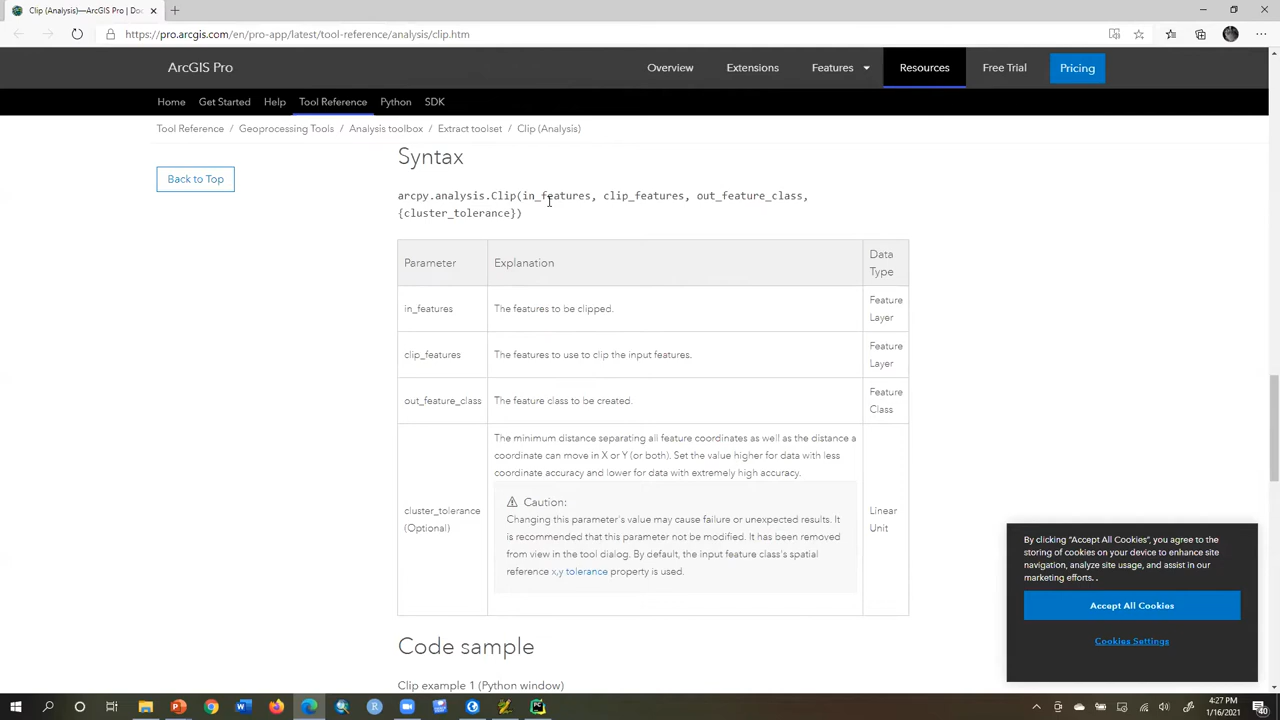 Clip (Analysis)—ArcGIS Pro | Doc
https://pro.arcgis.com/en/pro-app/latest/tool-reference/analysis/clip.htm
ArcGIS Pro
Overview
Extensions
Features
Resources
Free Trial
Pricing
Home
Get Started
Help
Tool Reference
Python
SDK
Tool Reference / Geoprocessing Tools / Analysis toolbox / Extract toolset / Clip (Analysis)
Back to Top
Syntax
arcpy.analysis.Clip(in_features, clip_features, out_feature_class,
{cluster_tolerance})
Parameter
Explanation
Data
Type
in_features
The features to be clipped.
Feature
Layer
clip_features
The features to use to clip the input features.
Feature
Layer
out_feature_class
The feature class to be created.
Feature
Class
cluster_tolerance
(Optional)
The minimum distance separating all feature coordinates as well as the distance a
coordinate can move in X or Y (or both). Set the value higher for data with less
coordinate accuracy and lower for data with extremely high accuracy.
Caution:
Changing this parameter's value may cause failure or unexpected results. It
is recommended that this parameter not be modified. It has been removed
from view in the tool dialog. By default, the input feature class's spatial
reference x,y tolerance property is used.
Linear
Unit
Code sample
Clip example 1 (Python window)
By clicking “Accept All Cookies”, you agree to the
storing of cookies on your device to enhance site
navigation, analyze site usage, and assist in our
marketing efforts. .
Accept All Cookies
Cookies Settings
4:27 PM
1/16/2021
40